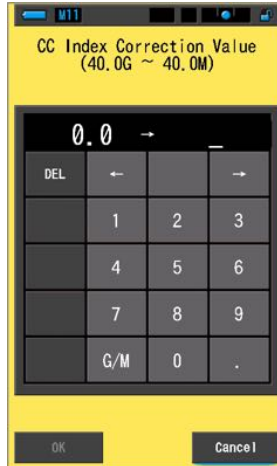 M11
CC Index Correction Value
(40.0G ~ 40.0M)
0.0 → _
DEL ← →
1 2 3
4 5 6
7 8 9
G/M 0 .
OK Cancel